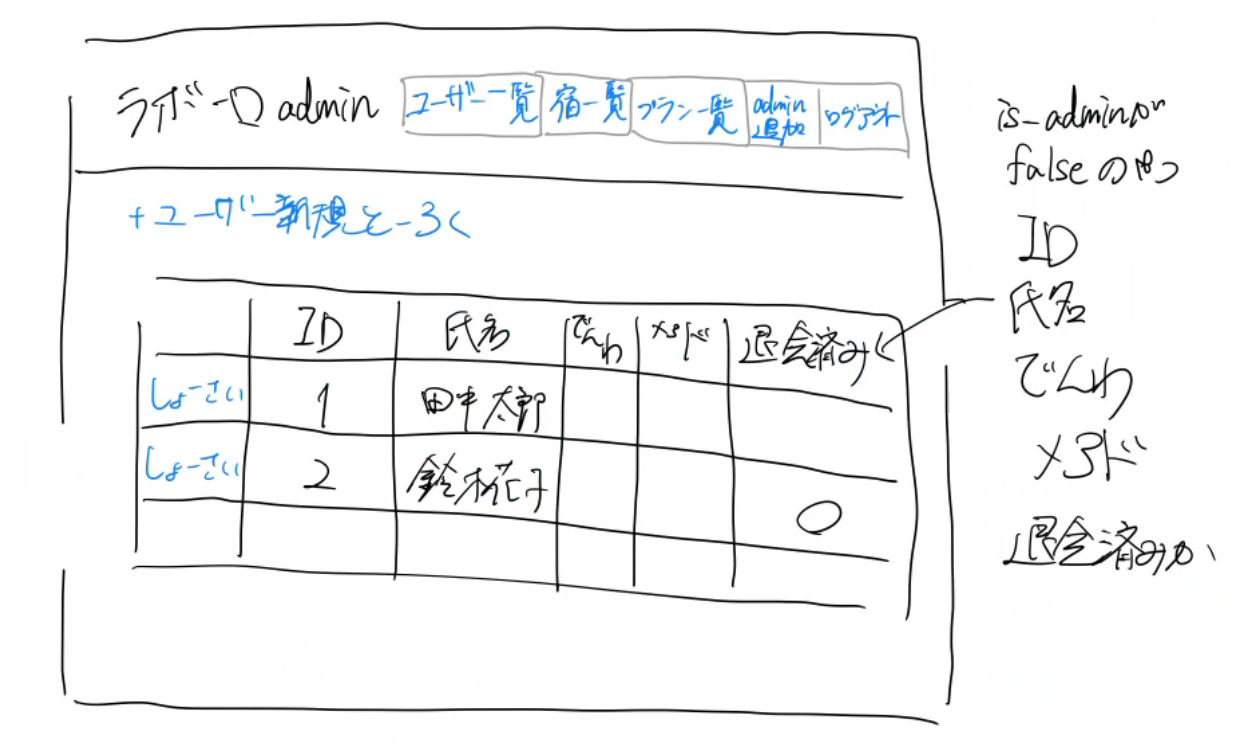 ライボーロ admin ユーザー一覧 宿一覧 プラン一覧 admin追加 ログアウト
+ユーザー新規とーろく
ID 氏名 でんわ メアド 退会済み
しょーさい 1 田中太郎
しょーさい 2 鈴木花子 ○
is_adminが
falseのやつ
ID
氏名
でんわ
メアド
退会済みか